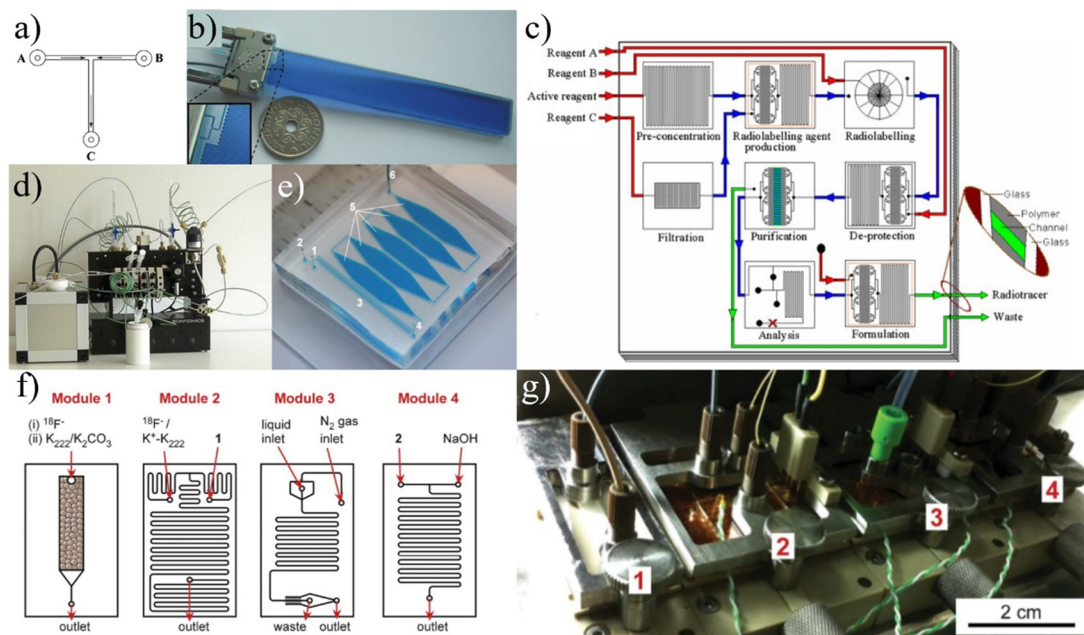 a)
A
B
C
b)
c)
Reagent A
Reagent B
Active reagent
Reagent C
Pre-concentration
Radiolabelling agent
production
Radiolabelling
Filtration
Purification
De-protection
Analysis
Formulation
Glass
Polymer
Channel
Glass
Radiotracer
Waste
d)
SCINTOMICS
e)
6
5
2
1
3
4
f)
Module 1
Module 2
Module 3
Module 4
(i) ¹⁸F⁻
(ii) K₂₂₂/K₂CO₃
¹⁸F⁻/
K⁺-K₂₂₂
1
liquid
inlet
N₂ gas
inlet
2
NaOH
outlet
outlet
waste
outlet
outlet
g)
1
2
3
4
2 cm